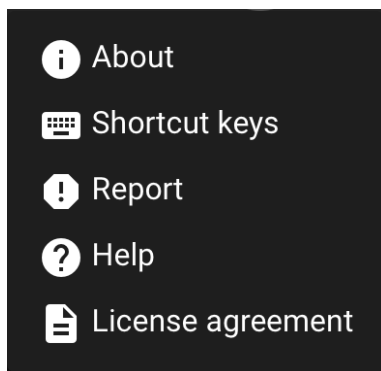 About
Shortcut keys
Report
Help
License agreement